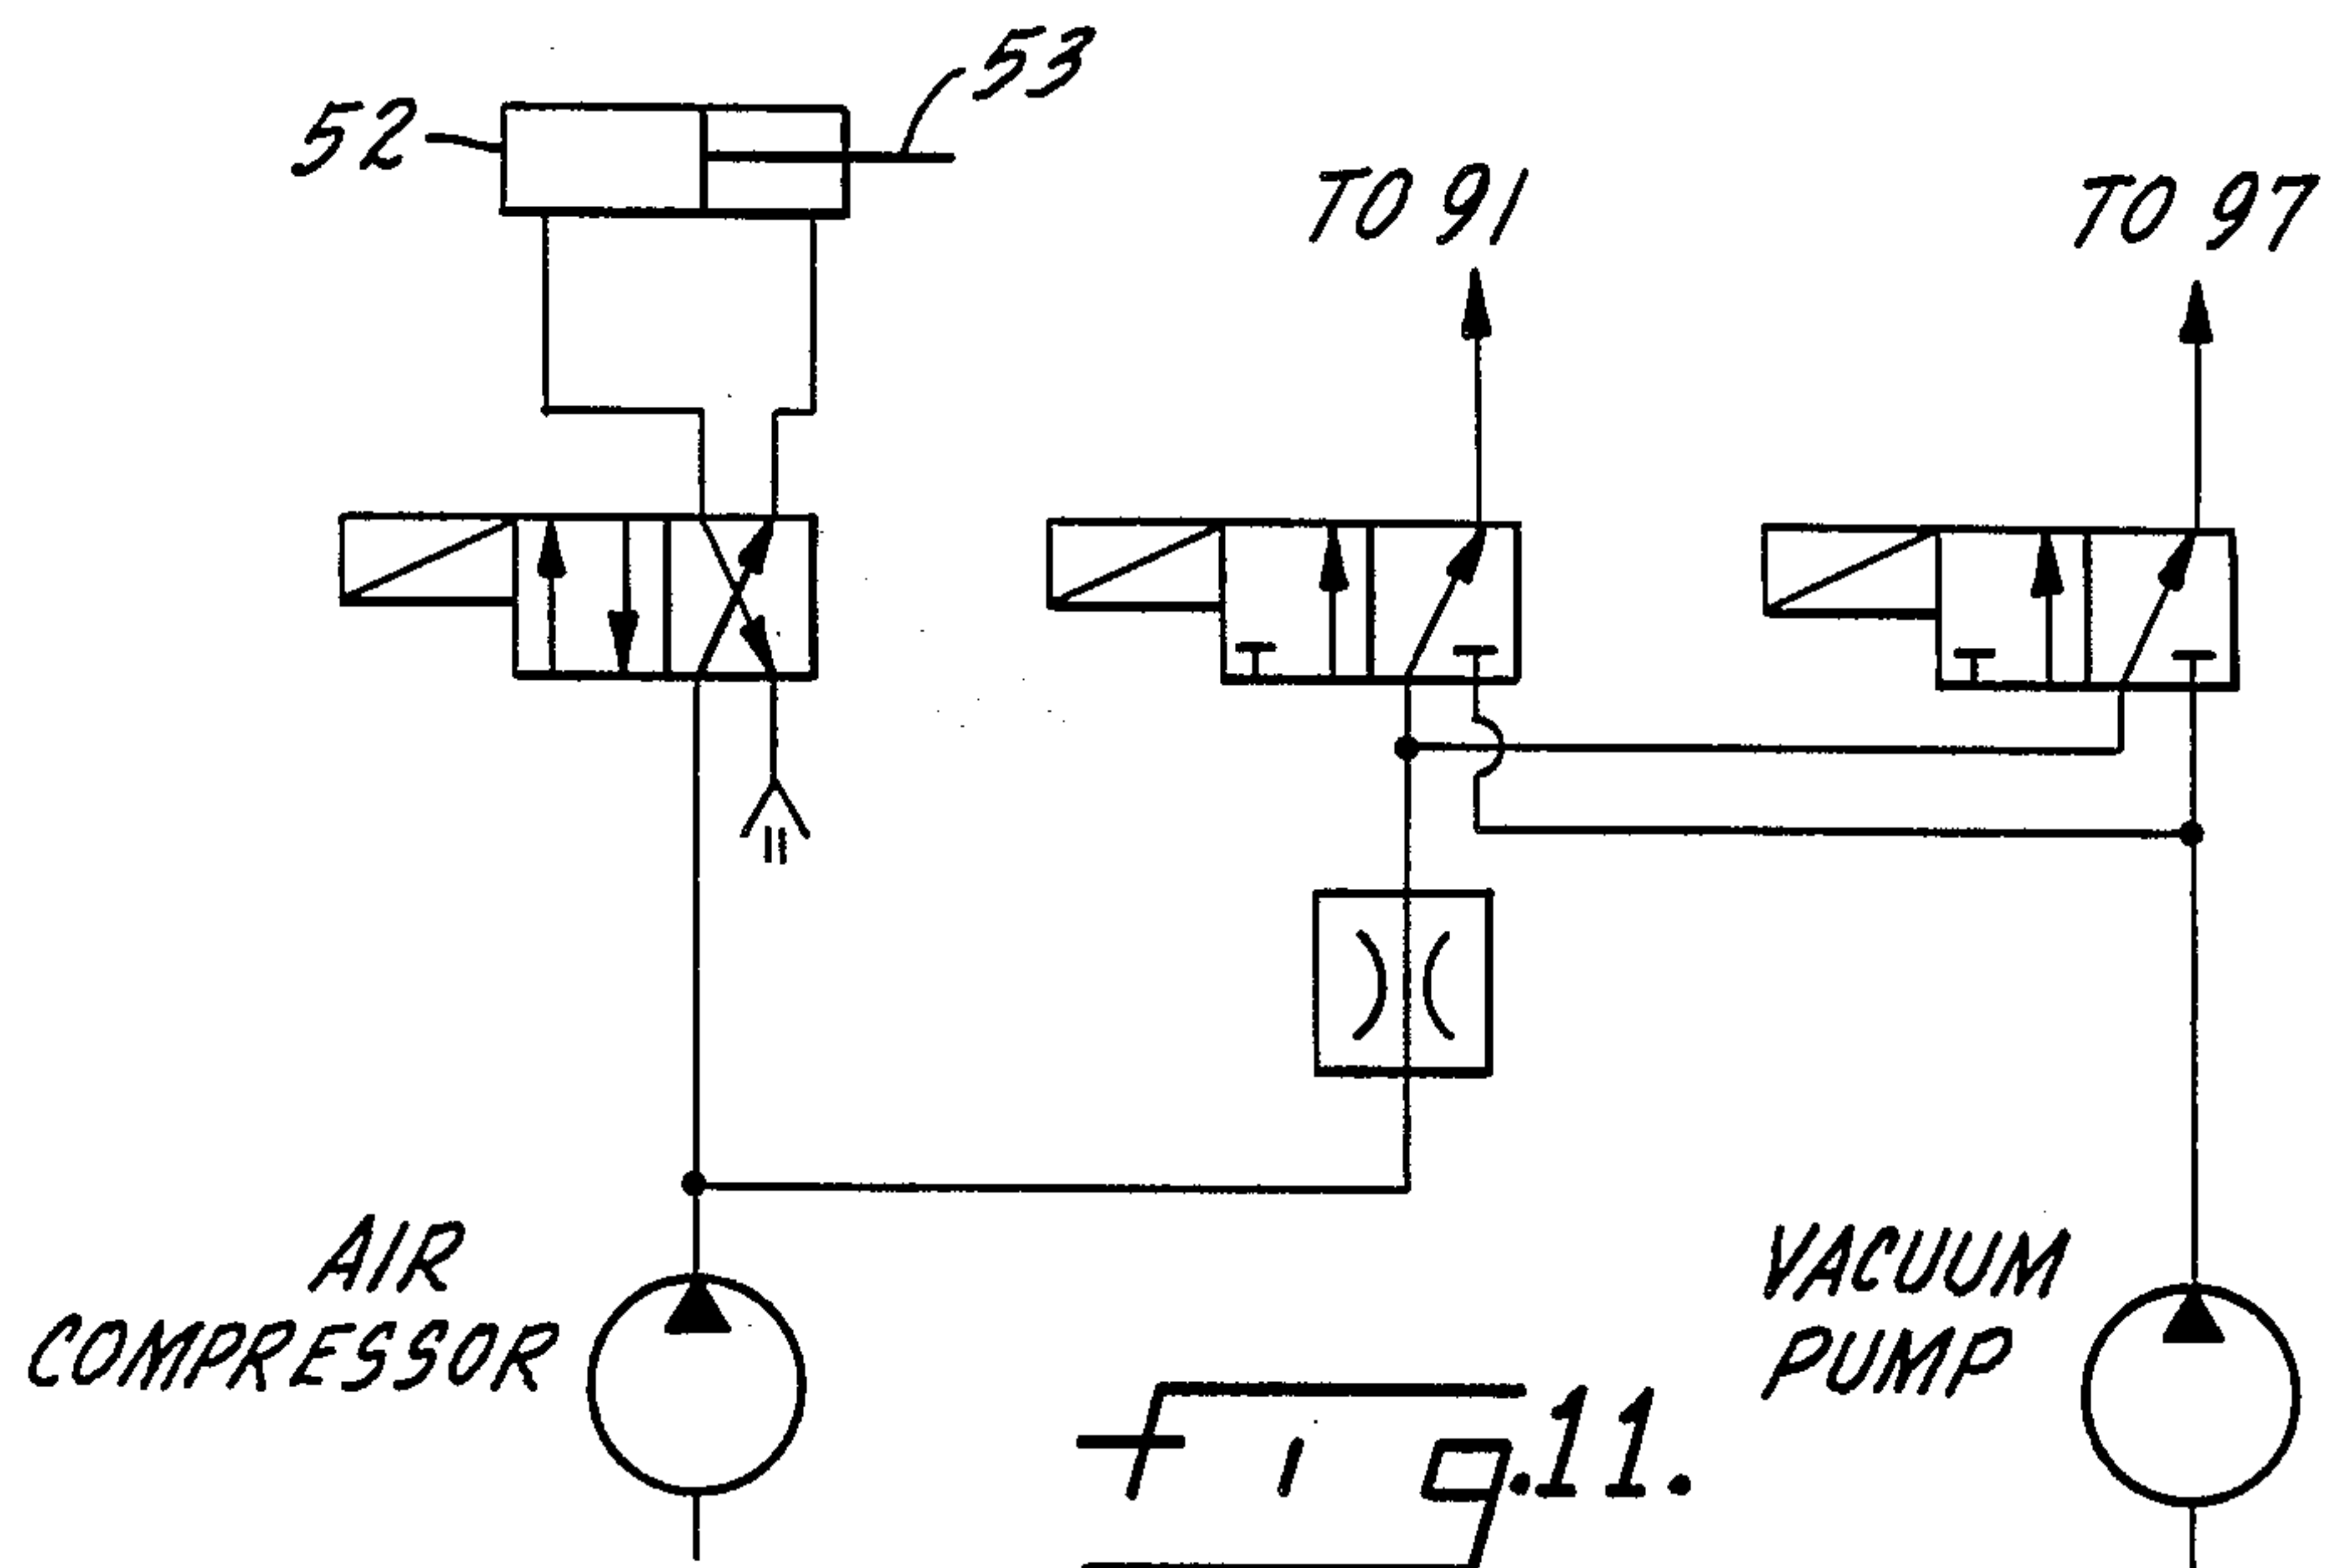 53
52
TO 91
TO 97
AIR
COMPRESSOR
VACUUM
PUMP
Fig. 11.